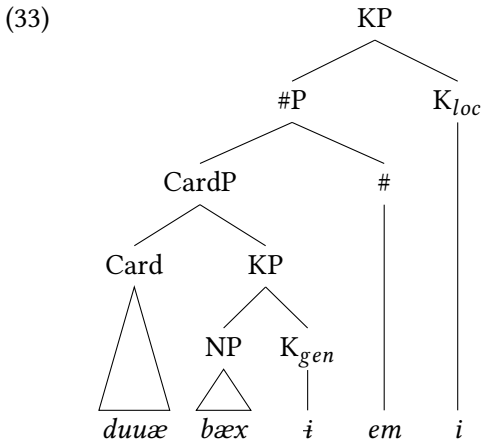 (33) KP
#P K_loc
CardP #
Card KP
NP K_gen
duuæ bæx ɨ em i